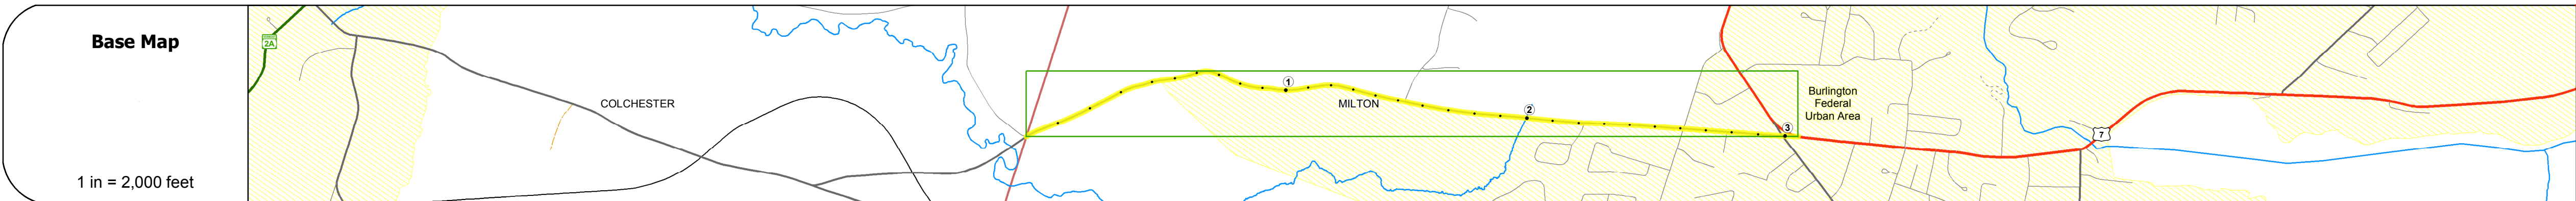 Base Map
1 in = 2,000 feet
2A
COLCHESTER
1
MILTON
2
3
Burlington
Federal
Urban Area
7